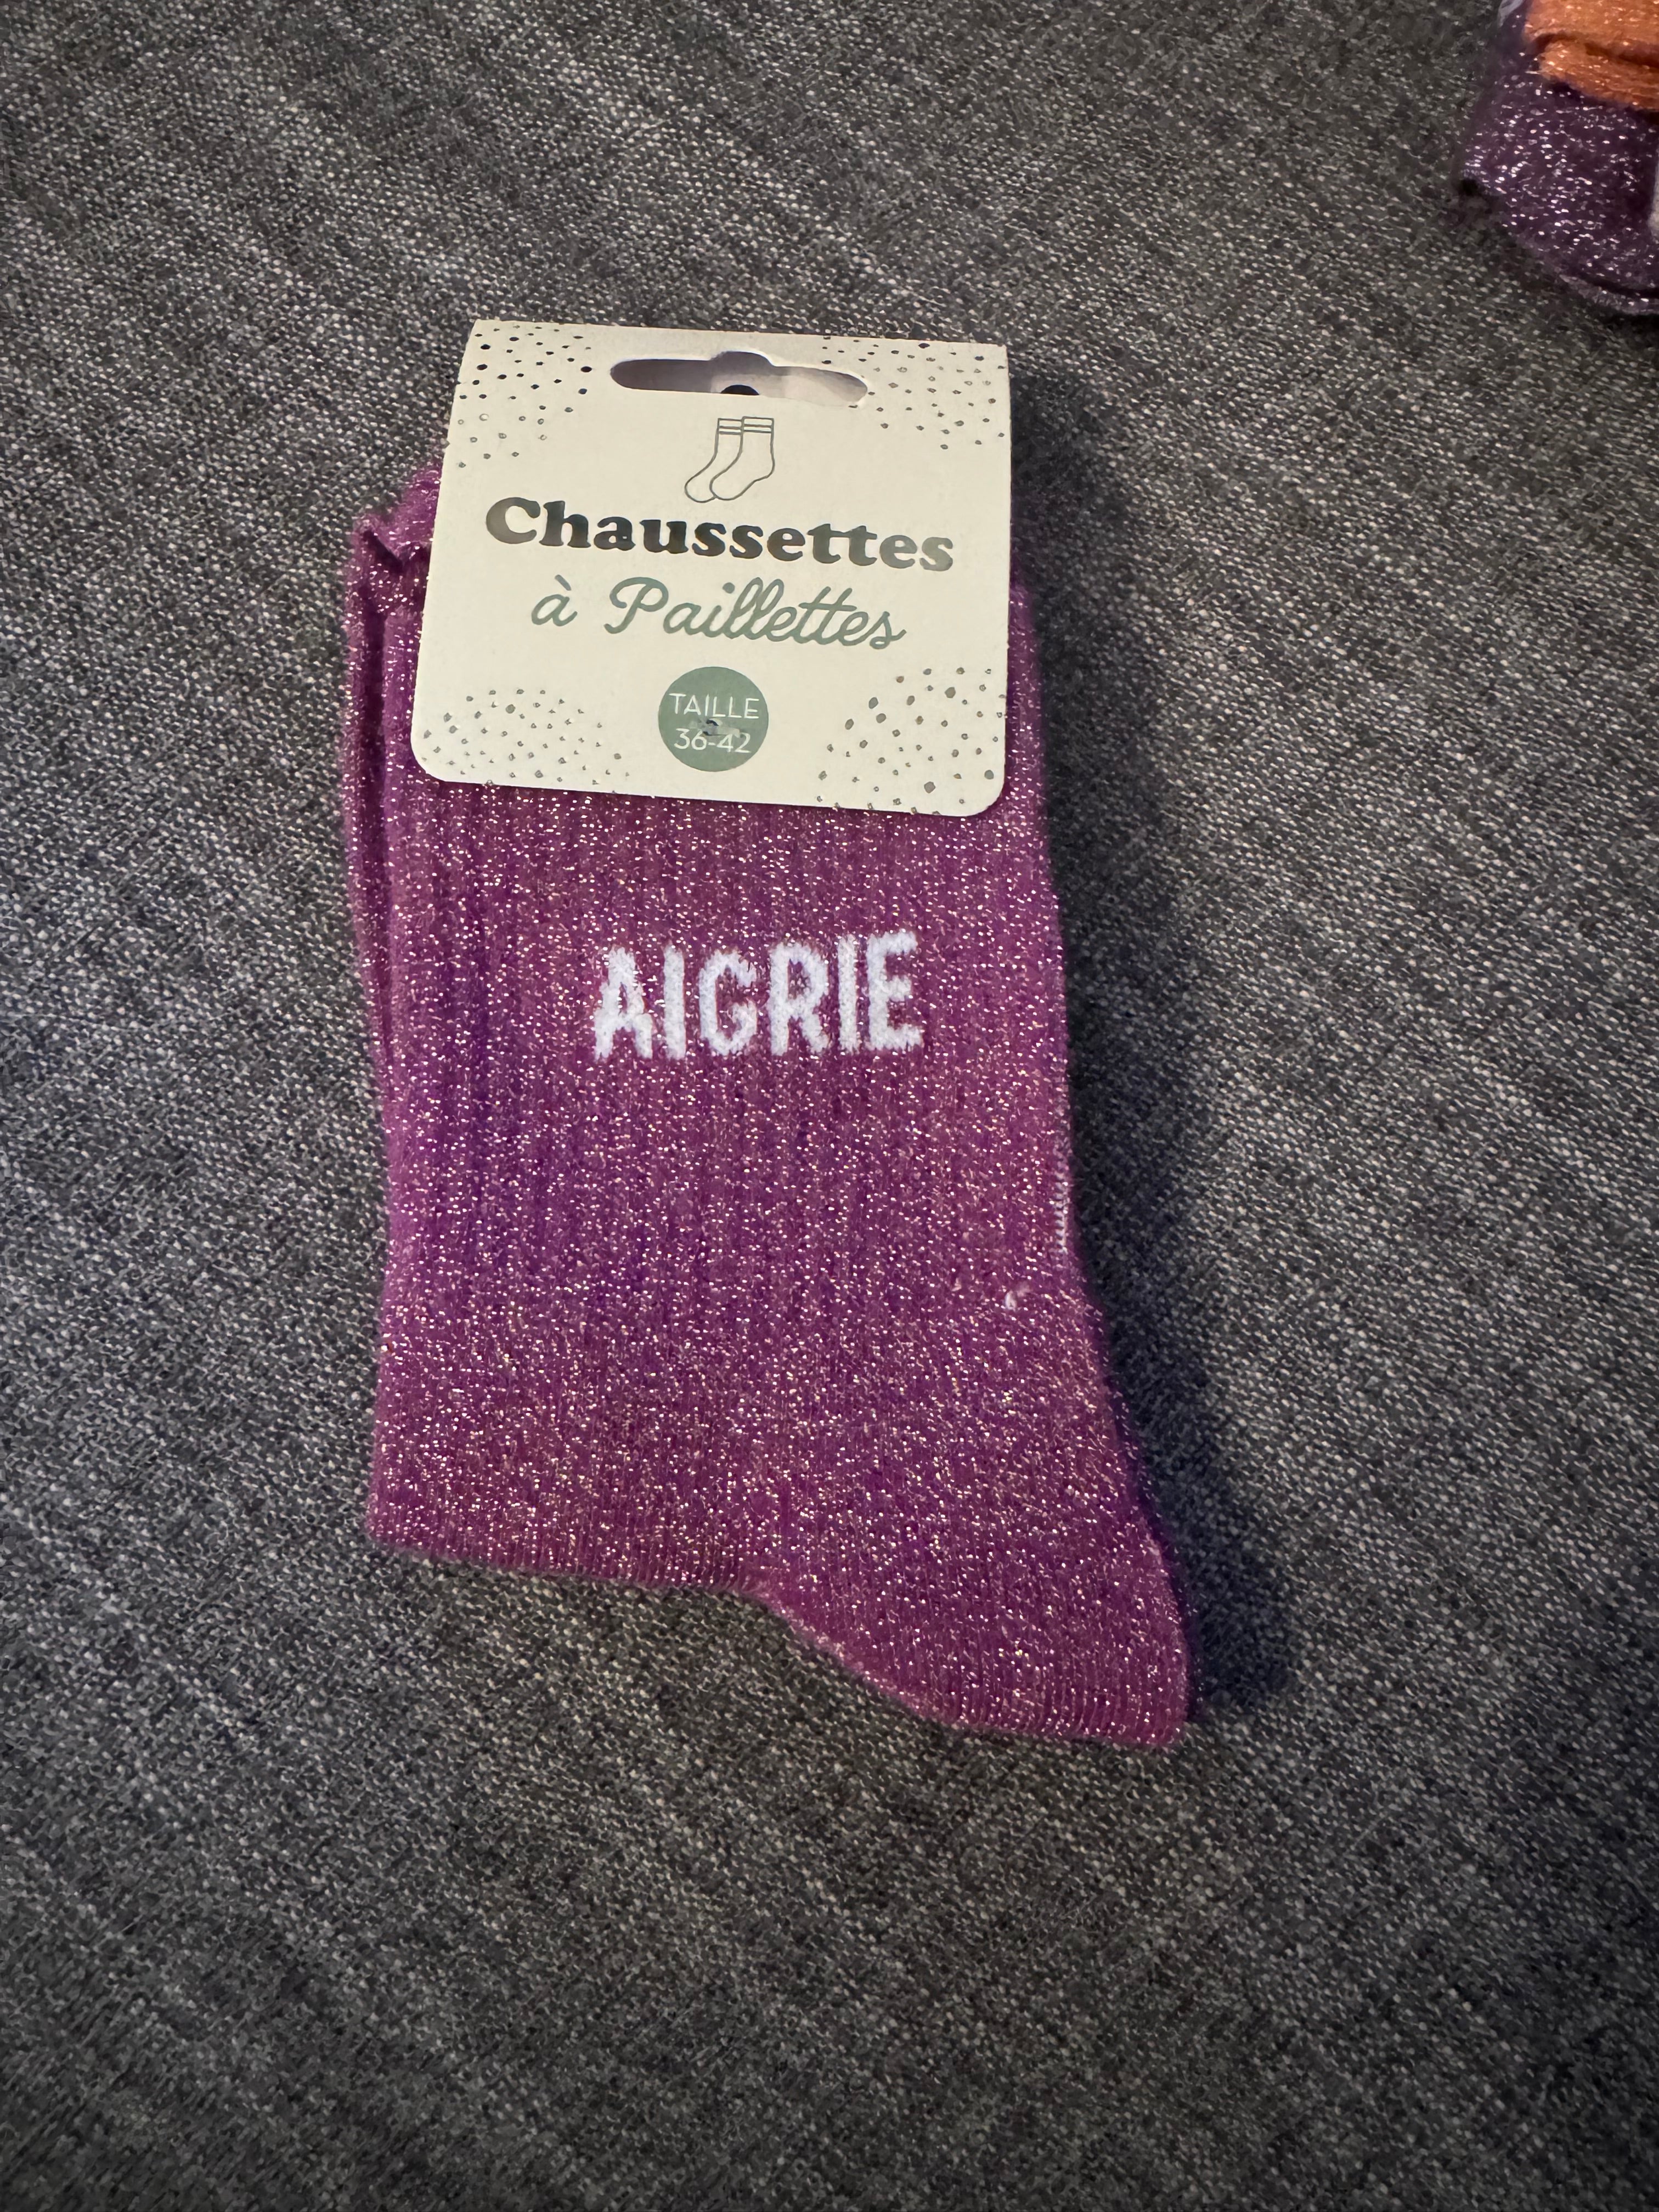 Chaussettes
à Paillettes
TAILLE
36-42
AIGRIE